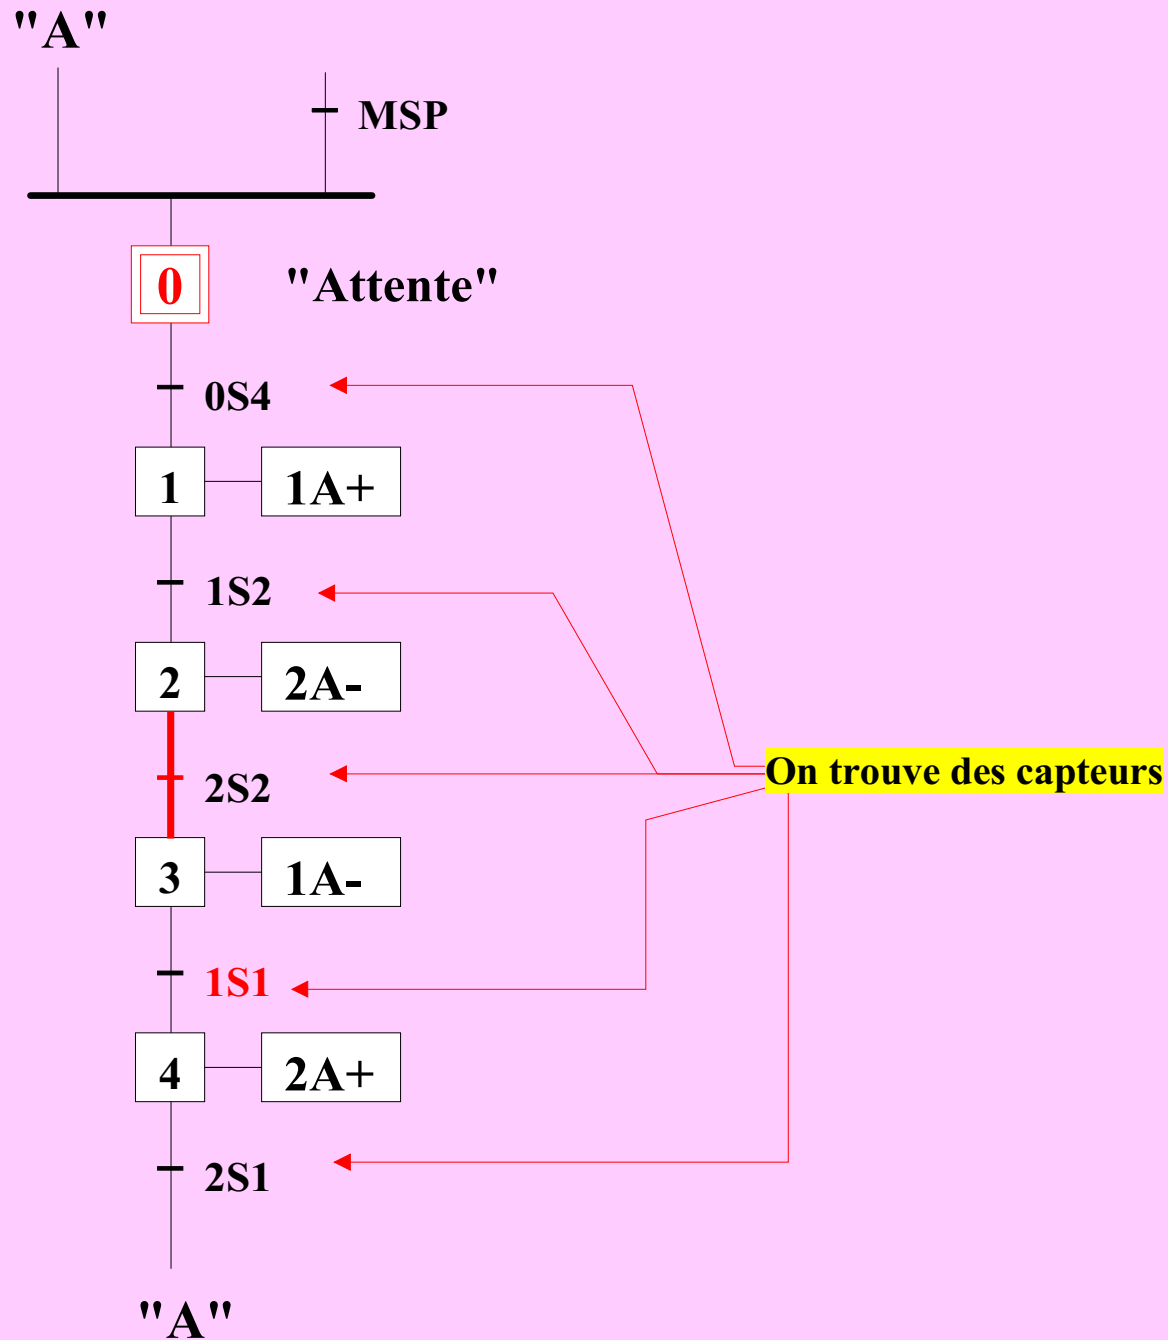 "A"
MSP
0 "Attente"
0S4
1 1A+
1S2
2 2A-
On trouve des capteurs
2S2
3 1A-
1S1
4 2A+
2S1
"A"